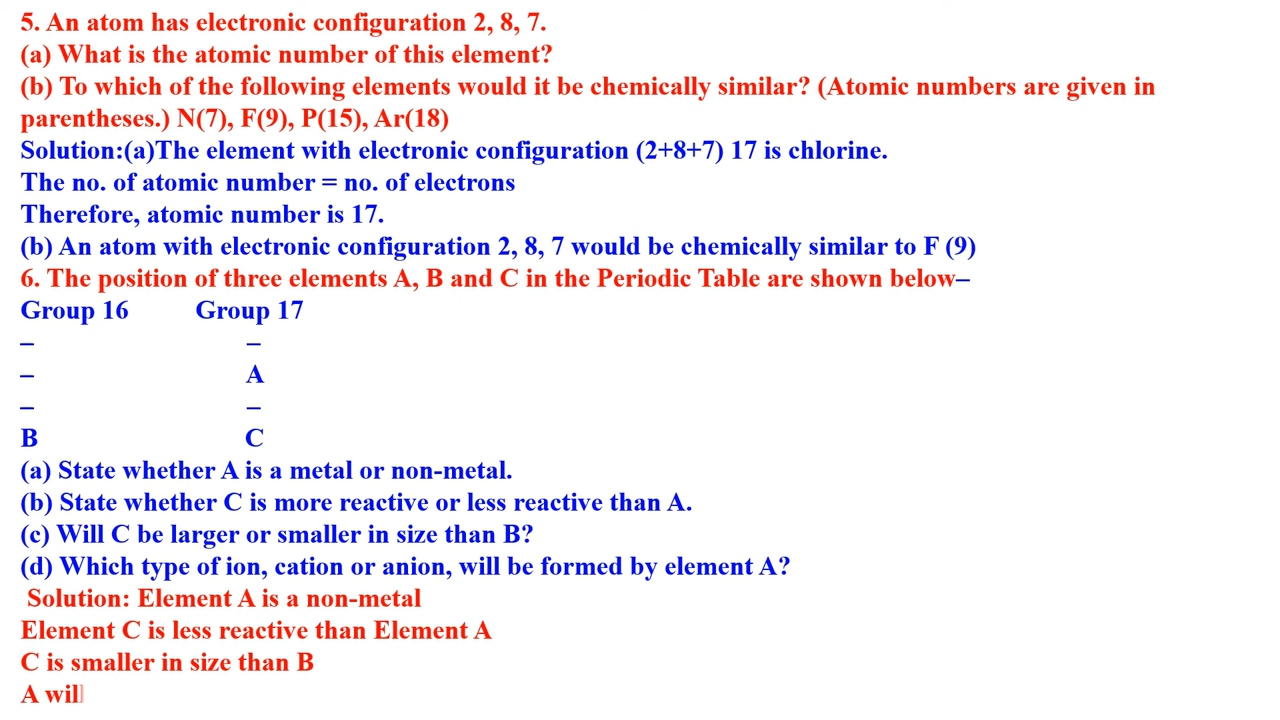 5. An atom has electronic configuration 2, 8, 7.
(a) What is the atomic number of this element?
(b) To which of the following elements would it be chemically similar? (Atomic numbers are given in
parentheses.) N(7), F(9), P(15), Ar(18)
Solution:(a)The element with electronic configuration (2+8+7) 17 is chlorine.
The no. of atomic number = no. of electrons
Therefore, atomic number is 17.
(b) An atom with electronic configuration 2, 8, 7 would be chemically similar to F (9)
6. The position of three elements A, B and C in the Periodic Table are shown below–
Group 16 Group 17
– –
– A
– –
B C
(a) State whether A is a metal or non-metal.
(b) State whether C is more reactive or less reactive than A.
(c) Will C be larger or smaller in size than B?
(d) Which type of ion, cation or anion, will be formed by element A?
Solution: Element A is a non-metal
Element C is less reactive than Element A
C is smaller in size than B
A wil